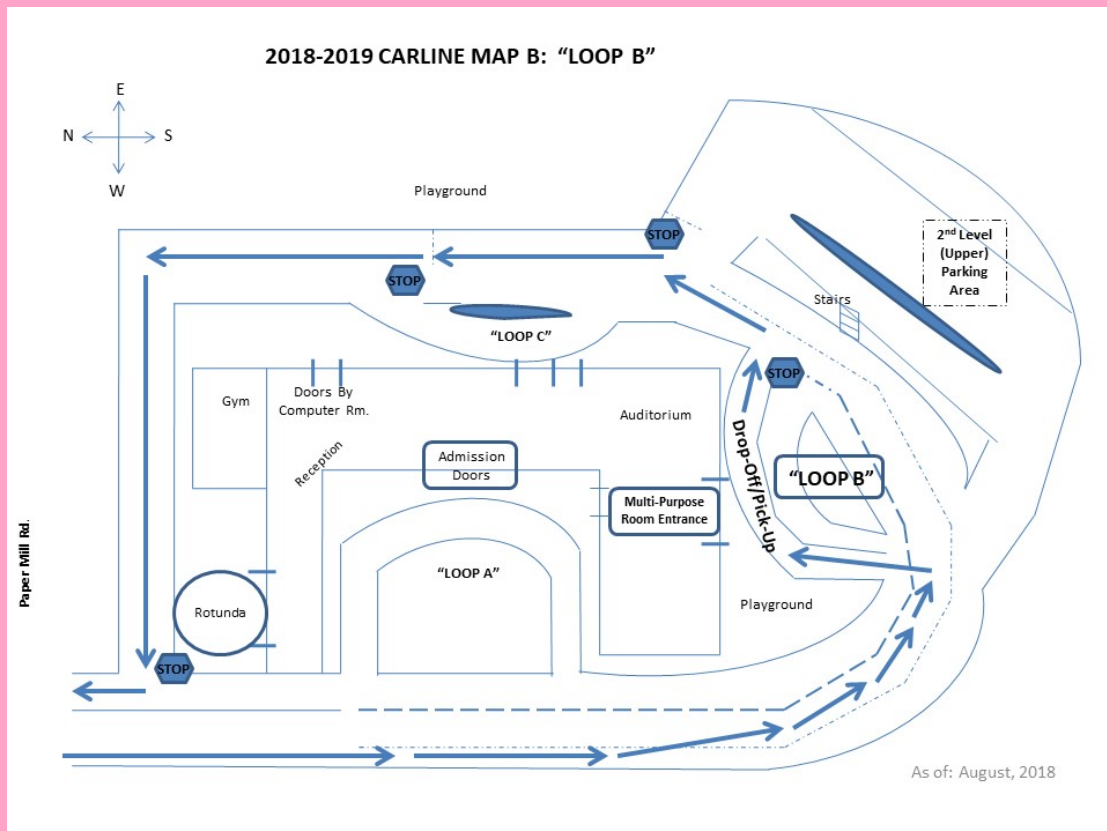 2018-2019 CARLINE MAP B:  “LOOP B”
E
N
S
W
Playground
STOP
2nd Level
(Upper)
Parking
Area
STOP
Stairs
“LOOP C”
STOP
Gym
Doors By
Computer Rm.
Auditorium
Reception
Admission
Doors
Drop-Off/Pick-Up
“LOOP B”
Multi-Purpose
Room Entrance
Paper Mill Rd.
“LOOP A”
Rotunda
Playground
STOP
As of: August, 2018